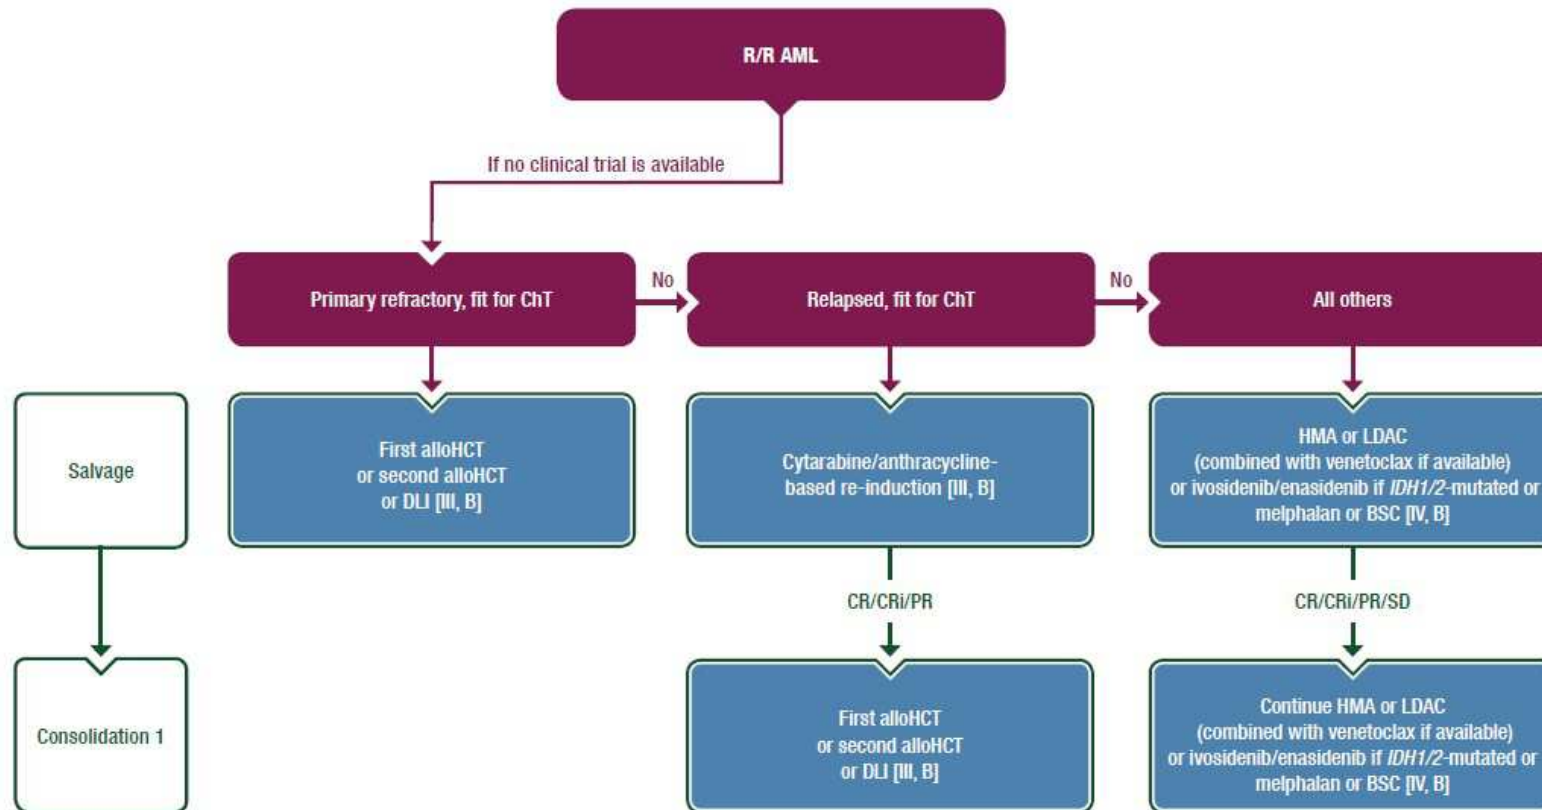 R/R AML
If no clinical trial is available
Primary refractory, fit for ChT
No
Relapsed, fit for ChT
No
All others
Salvage
First alloHCT
or second alloHCT
or DLI [III, B]
Cytarabine/anthracycline-
based re-induction [III, B]
HMA or LDAC
(combined with venetoclax if available)
or ivosidenib/enasidenib if IDH1/2-mutated or
melphalan or BSC [IV, B]
CR/CRi/PR
CR/CRi/PR/SD
Consolidation 1
First alloHCT
or second alloHCT
or DLI [III, B]
Continue HMA or LDAC
(combined with venetoclax if available)
or ivosidenib/enasidenib if IDH1/2-mutated or
melphalan or BSC [IV, B]